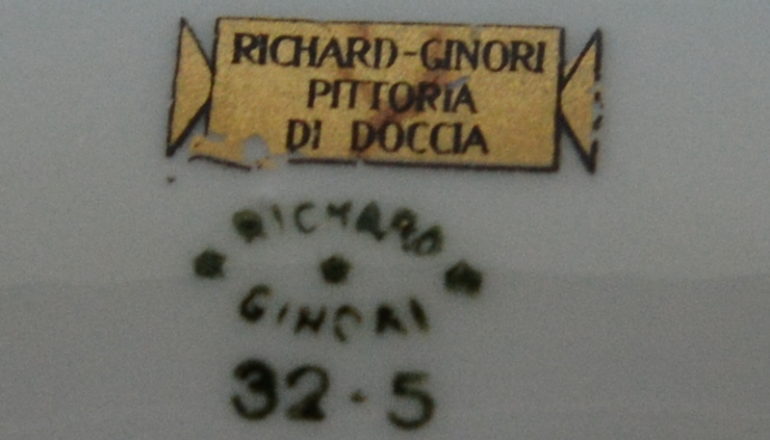 RICHARD-GINORI
PITTORIA
DI DOCCIA
RICHARD
GINORI
32·5